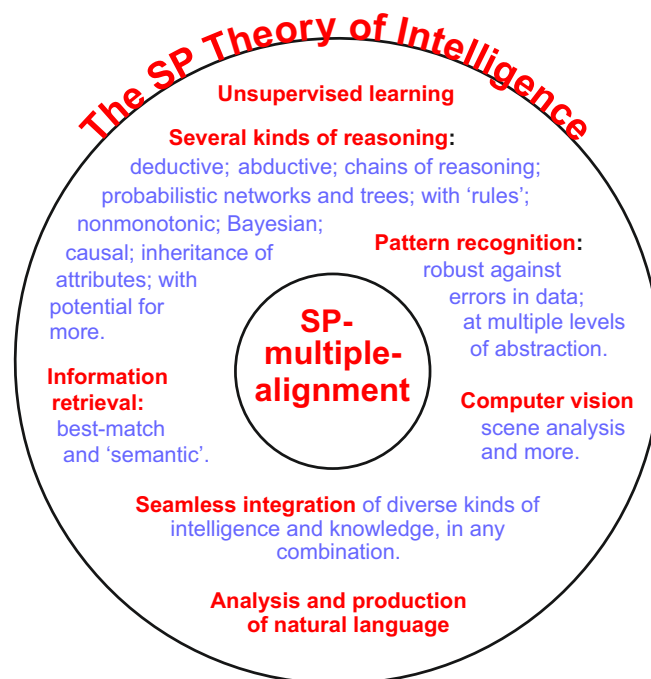 The SP Theory of Intelligence
Unsupervised learning
Several kinds of reasoning:
deductive; abductive; chains of reasoning;
probabilistic networks and trees; with ‘rules’;
nonmonotonic; Bayesian;
causal; inheritance of
attributes; with
potential for
more.
Pattern recognition:
robust against
errors in data;
at multiple levels
of abstraction.
SP-
multiple-
alignment
Information
retrieval:
best-match
and ‘semantic’.
Computer vision
scene analysis
and more.
Seamless integration of diverse kinds of
intelligence and knowledge, in any
combination.
Analysis and production
of natural language